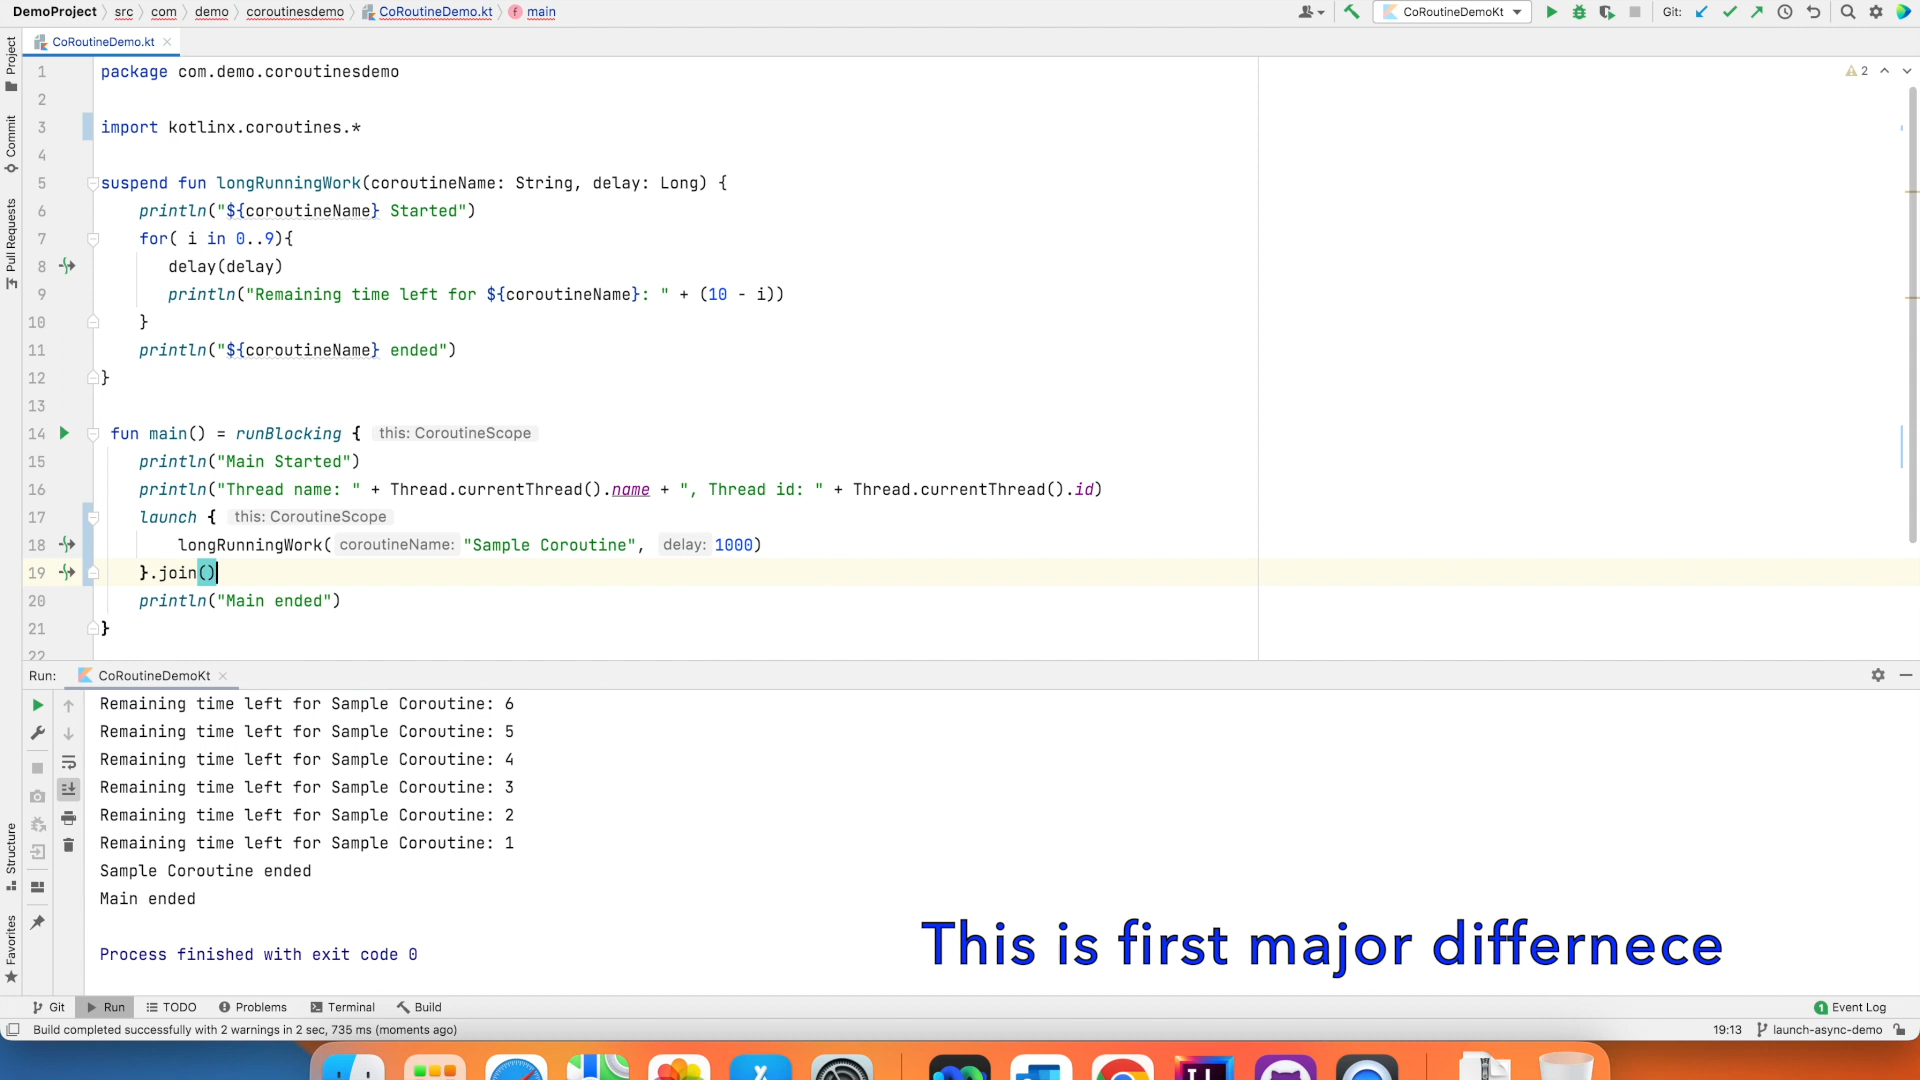 DemoProject src com demo coroutinesdemo CoRoutineDemo.kt main
CoRoutineDemoKt Git:
CoRoutineDemo.kt
Project
Commit
Pull Requests
Structure
Favorites
2
1 package com.demo.coroutinesdemo
2
3 import kotlinx.coroutines.*
4
5 suspend fun longRunningWork(coroutineName: String, delay: Long) {
6 println("${coroutineName} Started")
7 for( i in 0..9){
8 delay(delay)
9 println("Remaining time left for ${coroutineName}: " + (10 - i))
10 }
11 println("${coroutineName} ended")
12 }
13
14 fun main() = runBlocking { this: CoroutineScope
15 println("Main Started")
16 println("Thread name: " + Thread.currentThread().name + ", Thread id: " + Thread.currentThread().id)
17 launch { this: CoroutineScope
18 longRunningWork( coroutineName: "Sample Coroutine", delay: 1000)
19 }.join()
20 println("Main ended")
21 }
22
Run: CoRoutineDemoKt
Remaining time left for Sample Coroutine: 6
Remaining time left for Sample Coroutine: 5
Remaining time left for Sample Coroutine: 4
Remaining time left for Sample Coroutine: 3
Remaining time left for Sample Coroutine: 2
Remaining time left for Sample Coroutine: 1
Sample Coroutine ended
Main ended
Process finished with exit code 0
This is first major differnece
Git Run TODO Problems Terminal Build 1 Event Log
Build completed successfully with 2 warnings in 2 sec, 735 ms (moments ago) 19:13 launch-async-demo